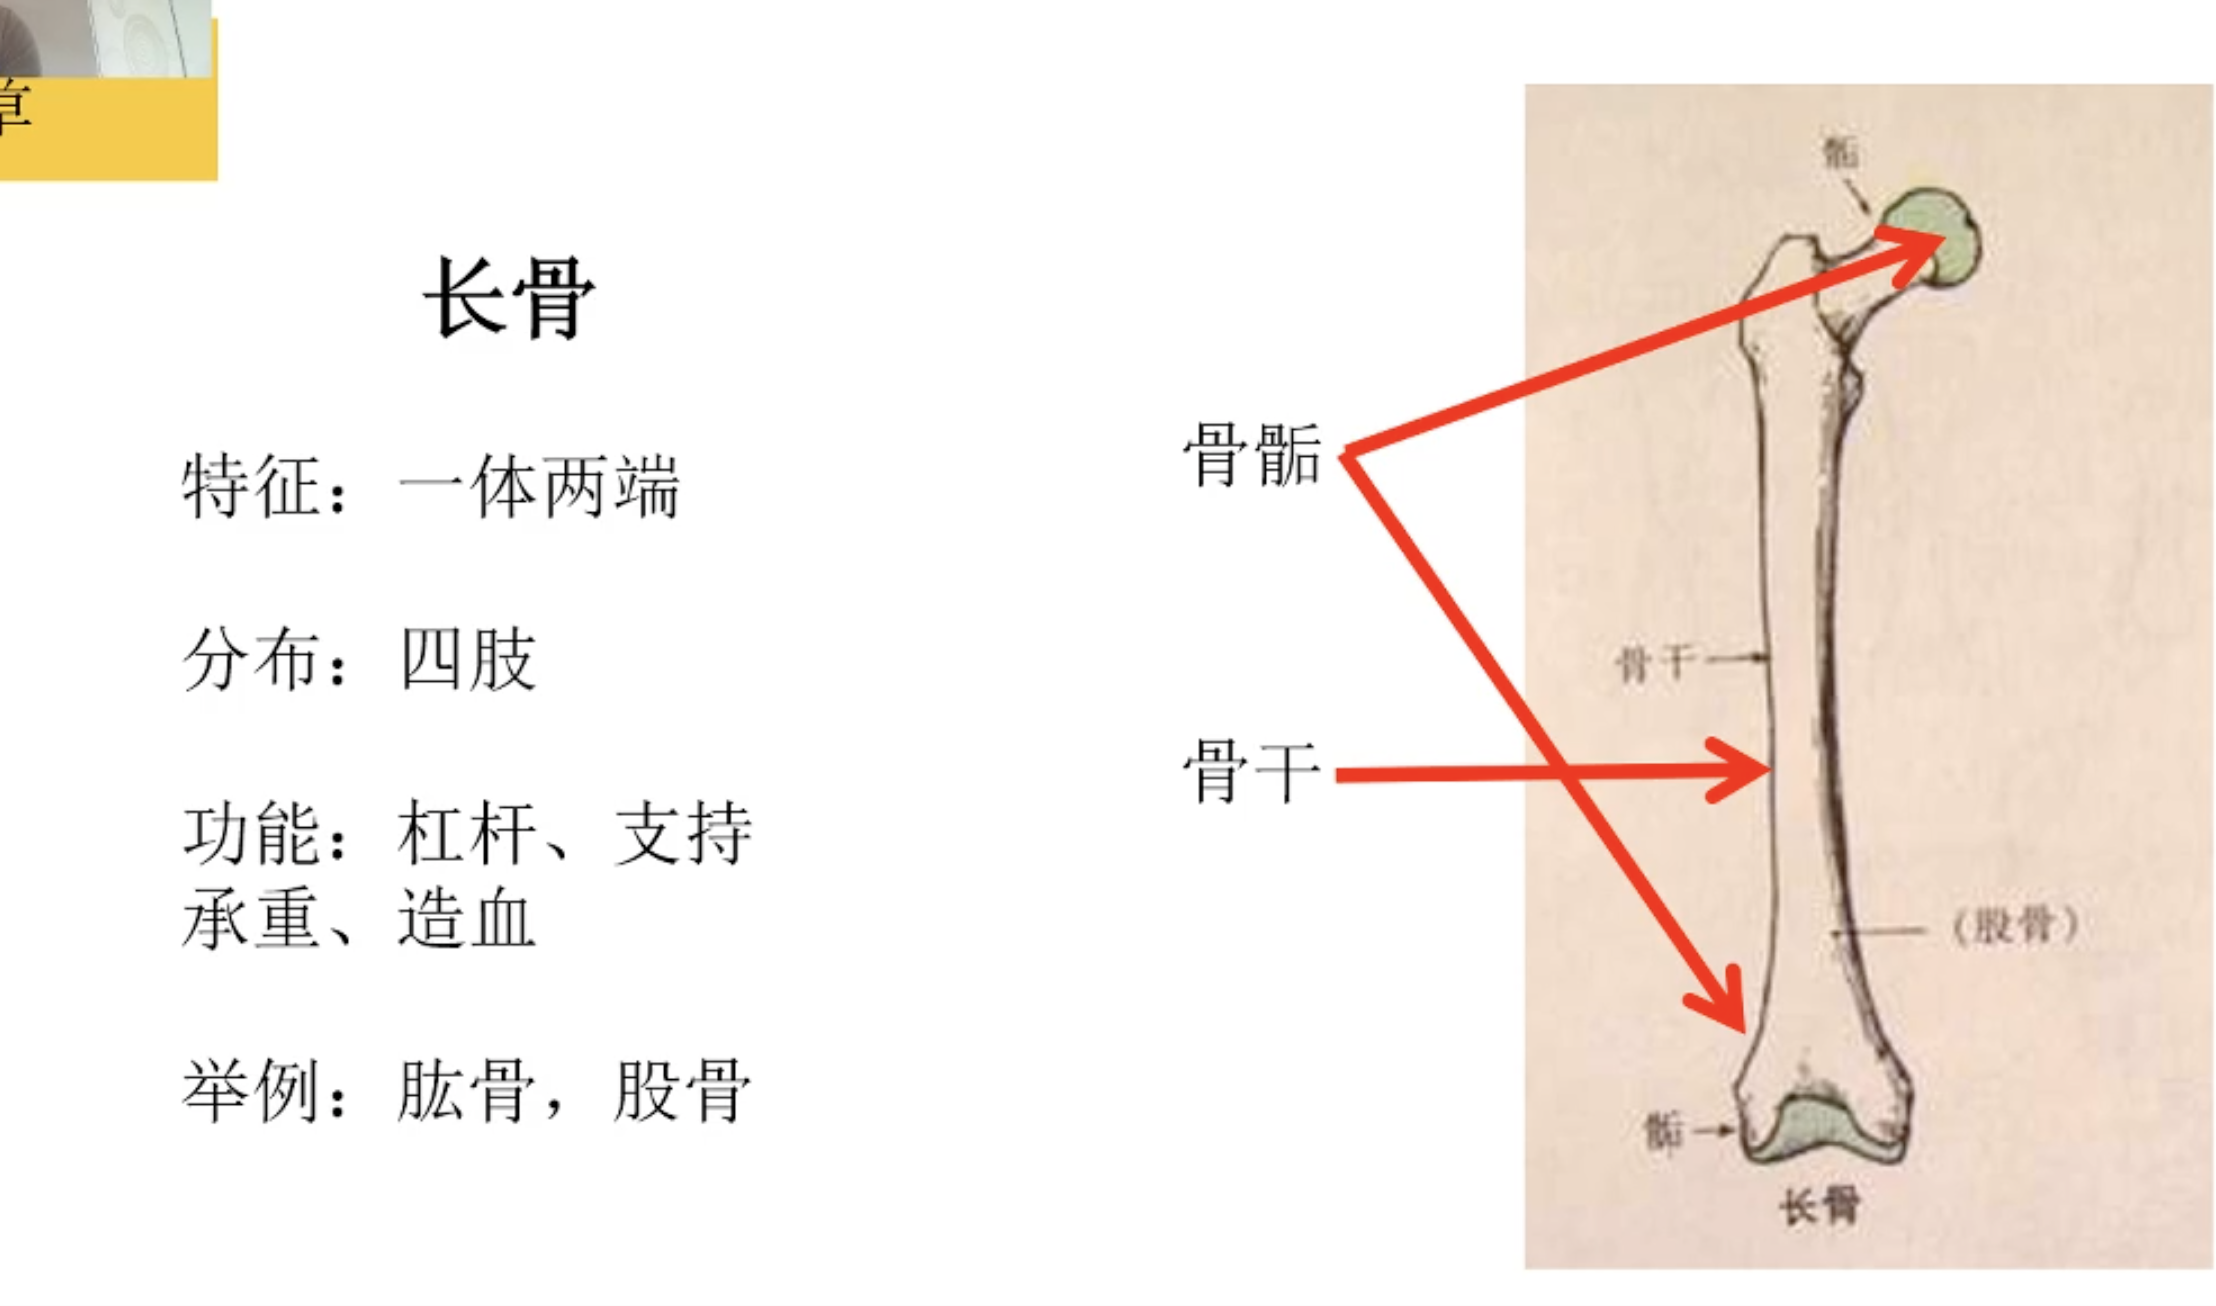 章
长骨
特征：一体两端
分布：四肢
功能：杠杆、支持
承重、造血
举例：肱骨，股骨
骨骺
骨干
骺
骨干
（股骨）
骺
长骨